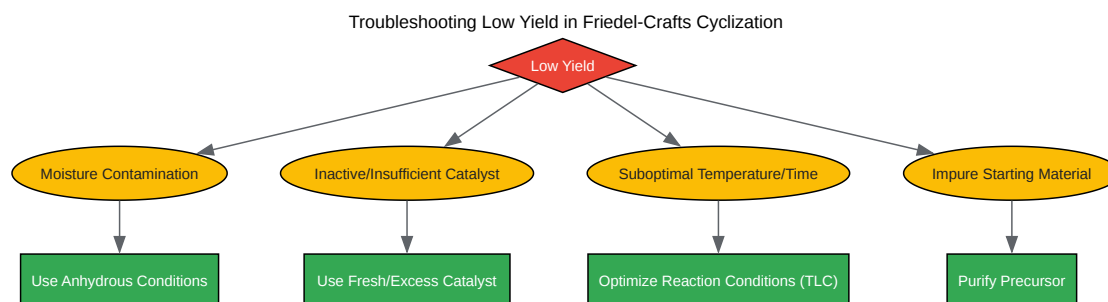 Troubleshooting Low Yield in Friedel-Crafts Cyclization
Low Yield
Moisture Contamination
Inactive/Insufficient Catalyst
Suboptimal Temperature/Time
Impure Starting Material
Use Anhydrous Conditions
Use Fresh/Excess Catalyst
Optimize Reaction Conditions (TLC)
Purify Precursor